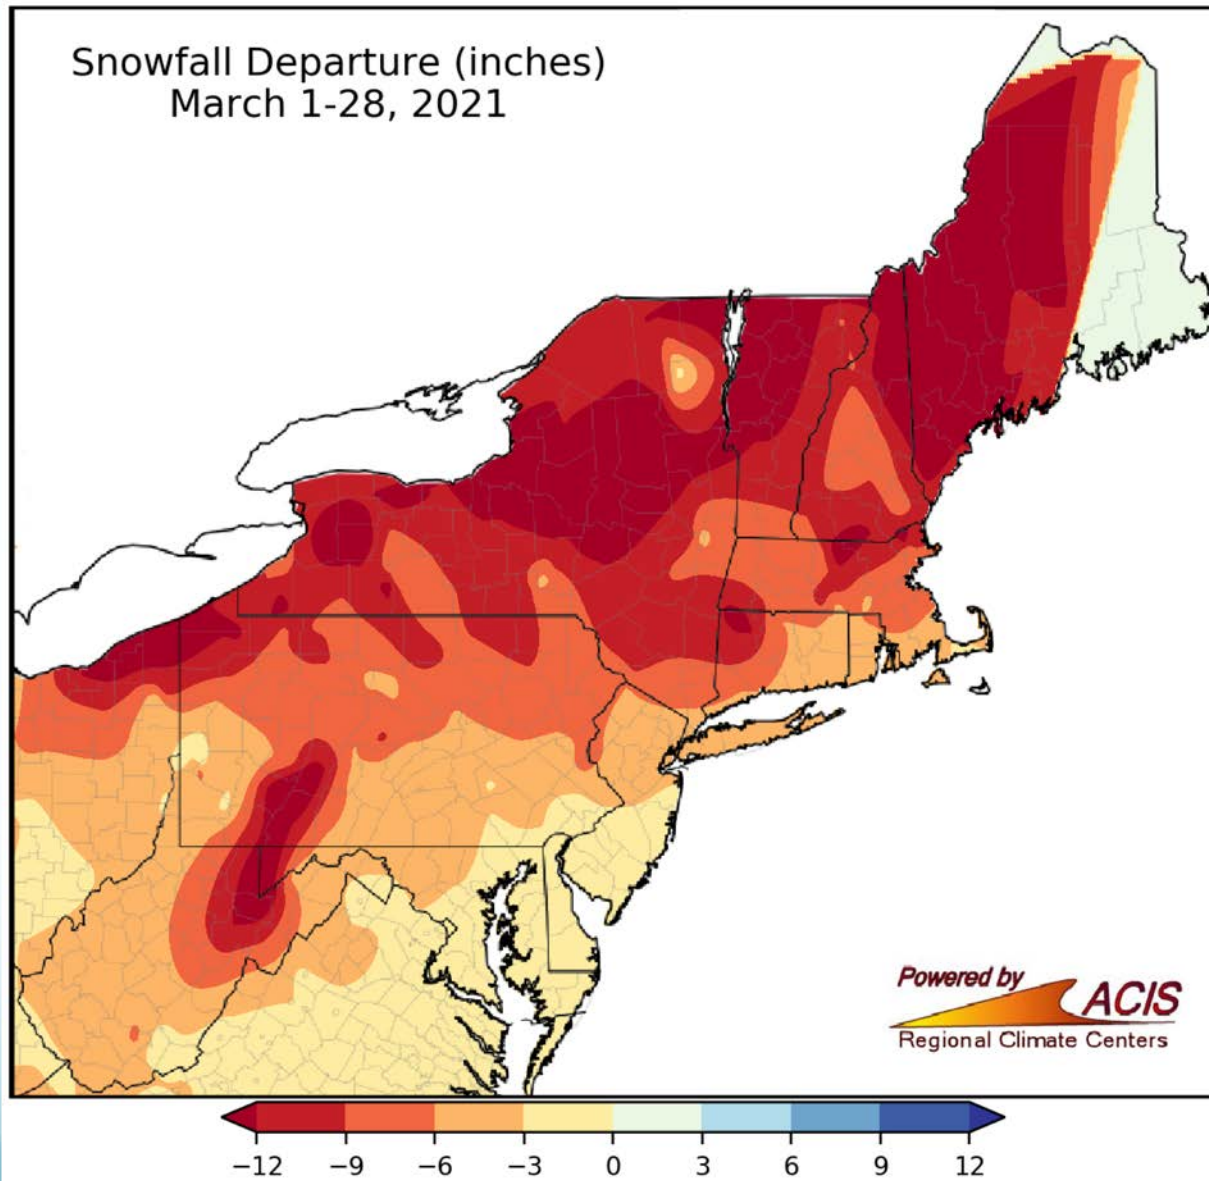 Snowfall Departure (inches)
March 1-28, 2021
Powered by
ACIS
Regional Climate Centers
−12 −9 −6 −3 0 3 6 9 12